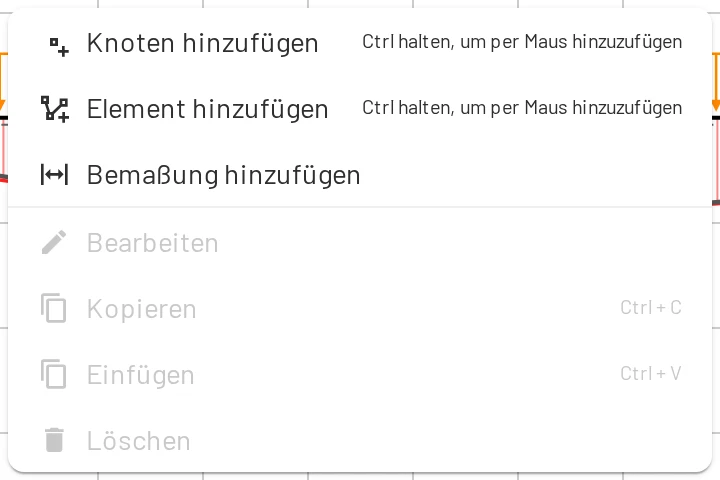 Knoten hinzufügen Ctrl halten, um per Maus hinzuzufügen
Element hinzufügen Ctrl halten, um per Maus hinzuzufügen
Bemaßung hinzufügen
Bearbeiten
Kopieren Ctrl + C
Einfügen Ctrl + V
Löschen